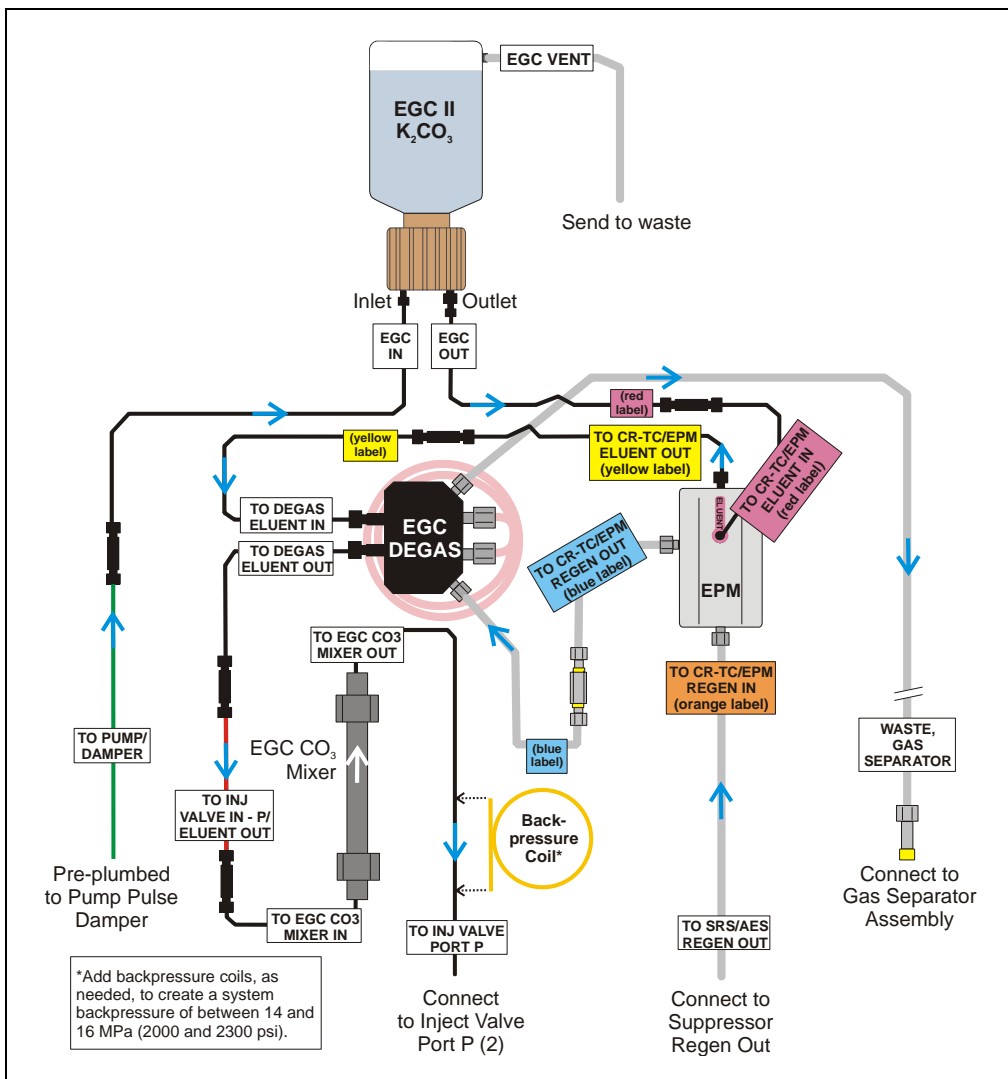 EGC VENT
EGC II
K₂CO₃
Send to waste
Inlet
Outlet
EGC
IN
EGC
OUT
(red
label)
(yellow
label)
TO CR-TC/EPM
ELUENT OUT
(yellow label)
TO CR-TC/EPM
ELUENT IN
(red label)
ELUENT
TO DEGAS
ELUENT IN
TO DEGAS
ELUENT OUT
EGC
DEGAS
TO CR-TC/EPM
REGEN OUT
(blue label)
EPM
TO EGC CO3
MIXER OUT
TO CR-TC/EPM
REGEN IN
(orange label)
TO PUMP/
DAMPER
EGC CO₃
Mixer
(blue
label)
WASTE,
GAS
SEPARATOR
TO INJ
VALVE IN - P/
ELUENT OUT
Back-
pressure
Coil*
Pre-plumbed
to Pump Pulse
Damper
Connect to
Gas Separator
Assembly
TO EGC CO3
MIXER IN
TO INJ VALVE
PORT P
TO SRS/AES
REGEN OUT
*Add backpressure coils, as
needed, to create a system
backpressure of between 14 and
16 MPa (2000 and 2300 psi).
Connect
to Inject Valve
Port P (2)
Connect to
Suppressor
Regen Out